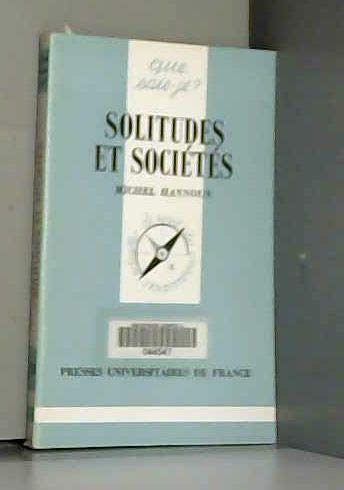 que
sais-je?
SOLITUDES
ET SOCIÉTÉS
MICHEL HANNOUN
PRESSES UNIVERSITAIRES DE FRANCE